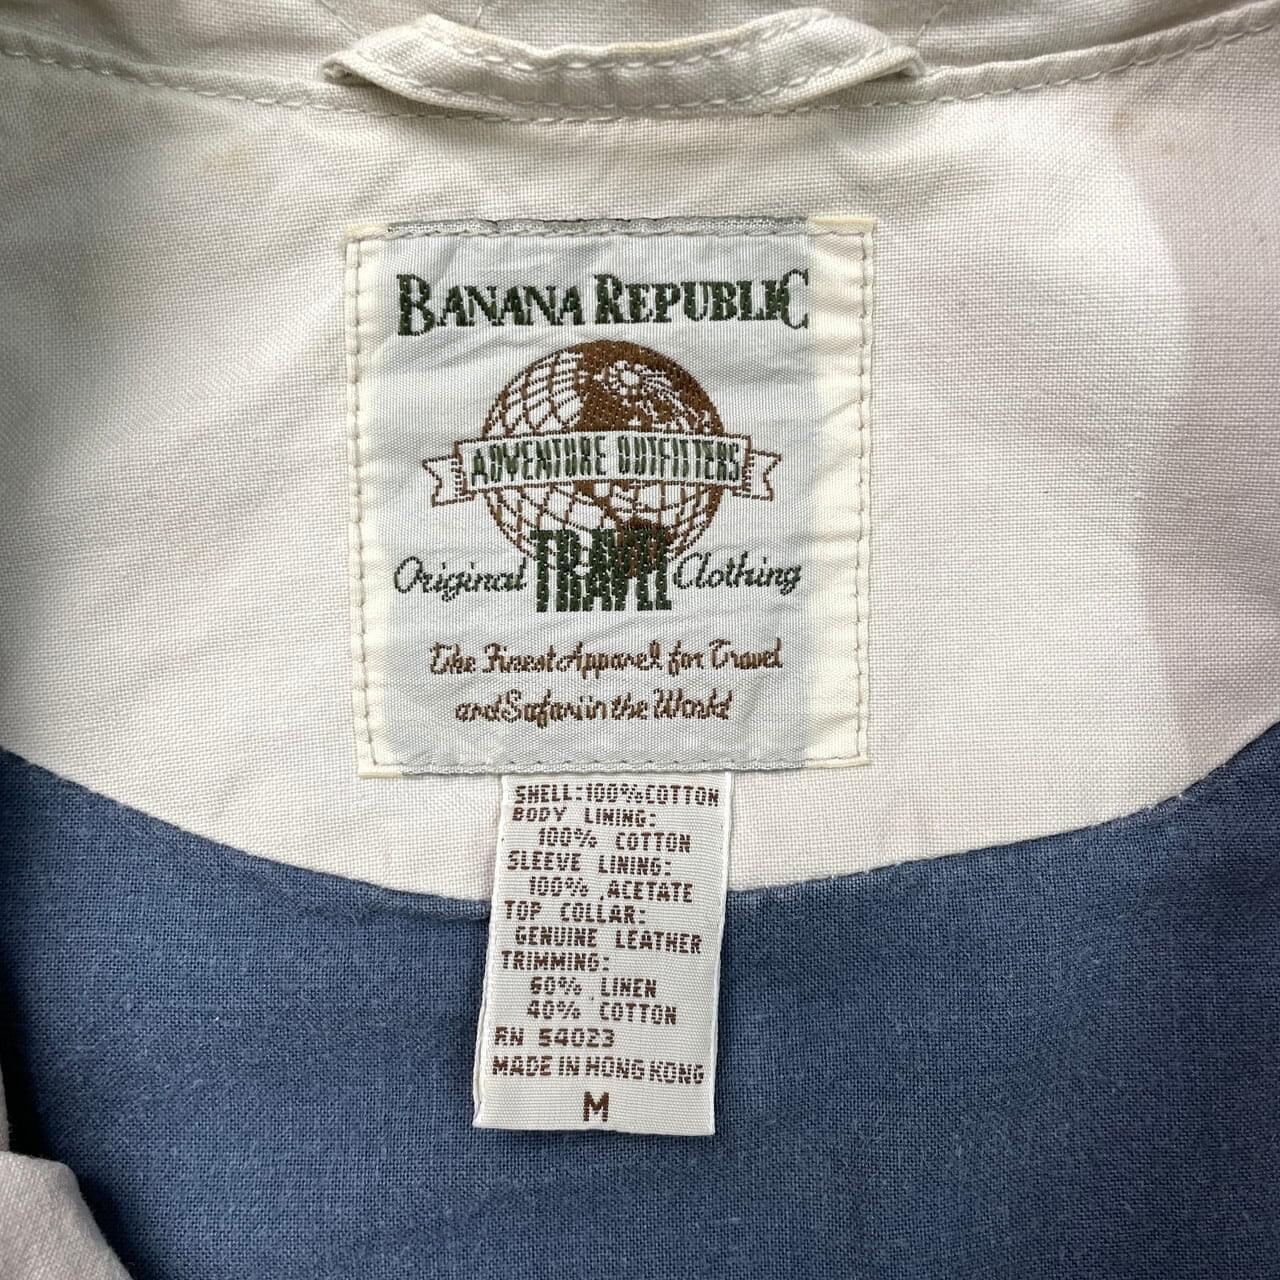 BANANA REPUBLIC
ADVENTURE OUTFITTERS
Original TRAVEL Clothing
The Finest Apparel for Travel
and Safari in the World
SHELL:100%COTTON
BODY LINING:
100% COTTON
SLEEVE LINING:
100% ACETATE
TOP COLLAR:
GENUINE LEATHER
TRIMMING:
60% LINEN
40% COTTON
RN 54023
MADE IN HONG KONG
M